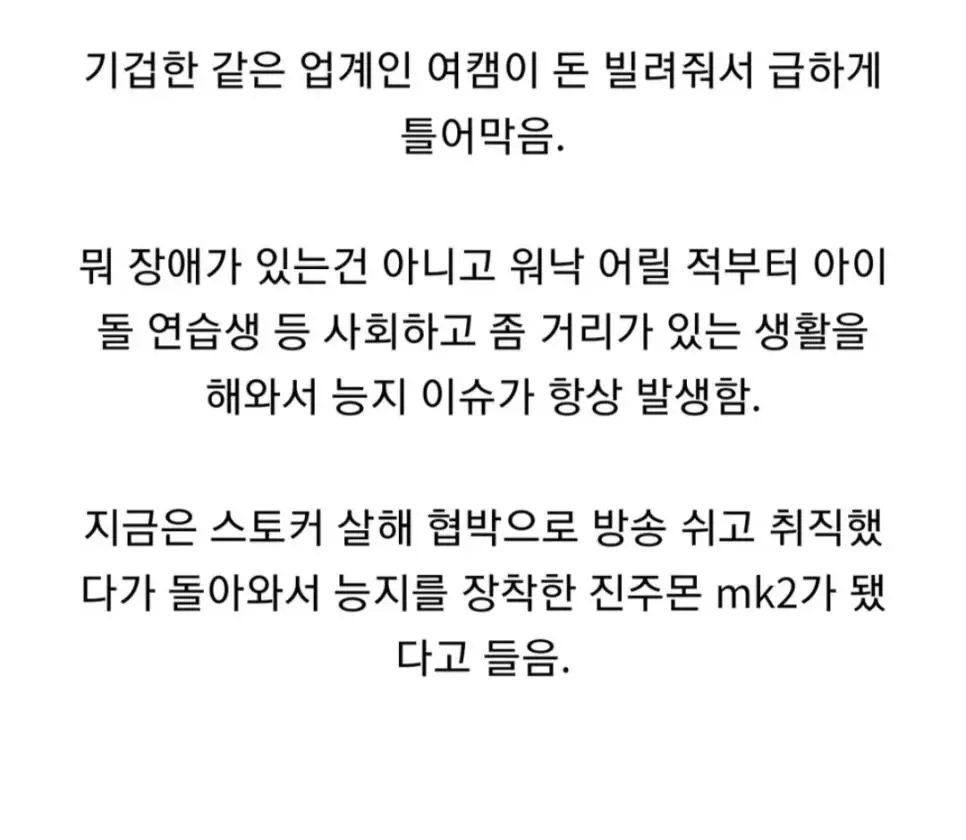 기겁한 같은 업계인 여캠이 돈 빌려줘서 급하게
틀어막음.
뭐 장애가 있는건 아니고 워낙 어릴 적부터 아이
돌 연습생 등 사회하고 좀 거리가 있는 생활을
해와서 능지 이슈가 항상 발생함.
지금은 스토커 살해 협박으로 방송 쉬고 취직했
다가 돌아와서 능지를 장착한 진주몬 mk2가 됐
다고 들음.